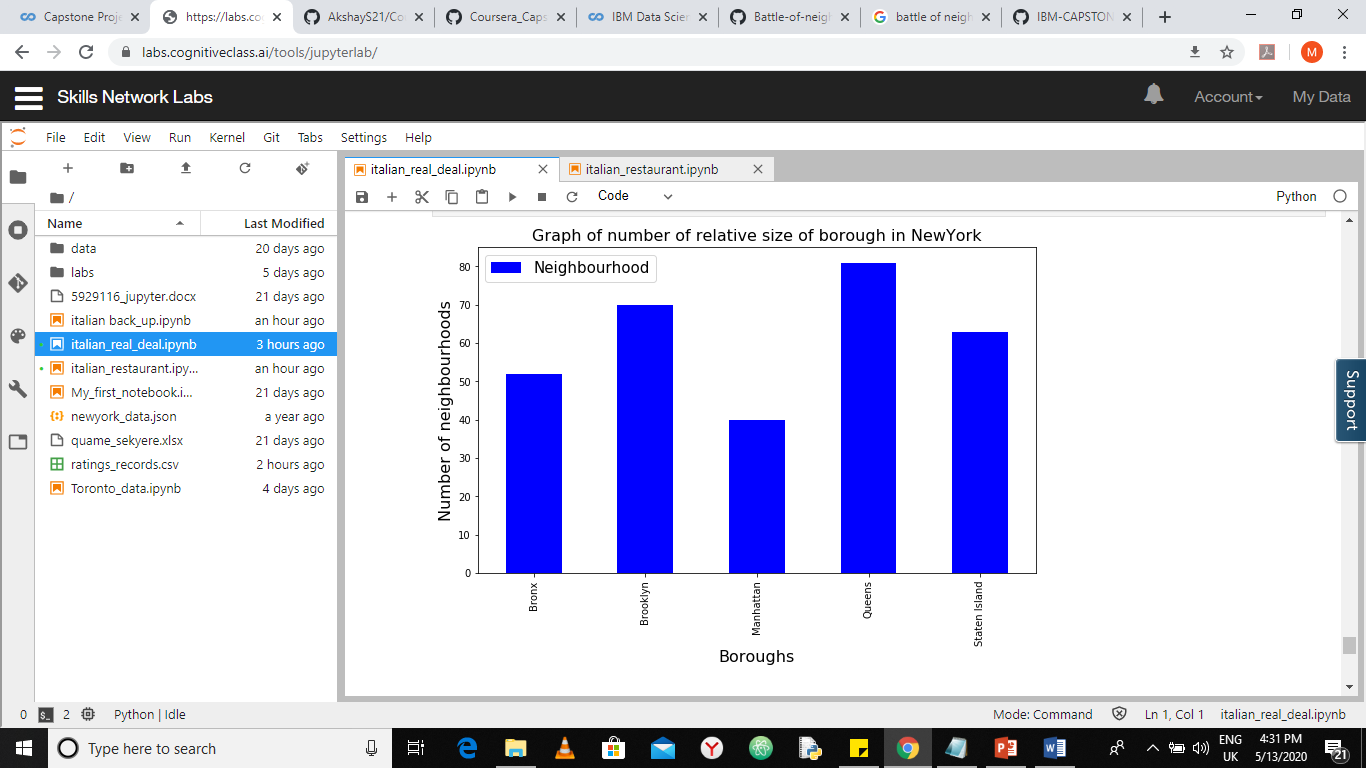 Capstone Proje
https://labs.co
AkshayS21/Co
Coursera_Caps
IBM Data Scien
Battle-of-neigh
battle of neigh
IBM-CAPSTON
labs.cognitiveclass.ai/tools/jupyterlab/
M
Skills Network Labs
Account
My Data
File Edit View Run Kernel Git Tabs Settings Help
/
Name Last Modified
data 20 days ago
labs 5 days ago
5929116_jupyter.docx 21 days ago
italian back_up.ipynb an hour ago
italian_real_deal.ipynb 3 hours ago
italian_restaurant.ipy... an hour ago
My_first_notebook.i... 21 days ago
newyork_data.json a year ago
quame_sekyere.xlsx 21 days ago
ratings_records.csv 2 hours ago
Toronto_data.ipynb 4 days ago
italian_real_deal.ipynb
italian_restaurant.ipynb
Code
Python
Graph of number of relative size of borough in NewYork
Neighbourhood
Number of neighbourhoods
80
70
60
50
40
30
20
10
0
Bronx
Brooklyn
Manhattan
Queens
Staten Island
Boroughs
Support
0 2 Python | Idle
Mode: Command Ln 1, Col 1 italian_real_deal.ipynb
Type here to search
ENG
UK
4:31 PM
5/13/2020
21